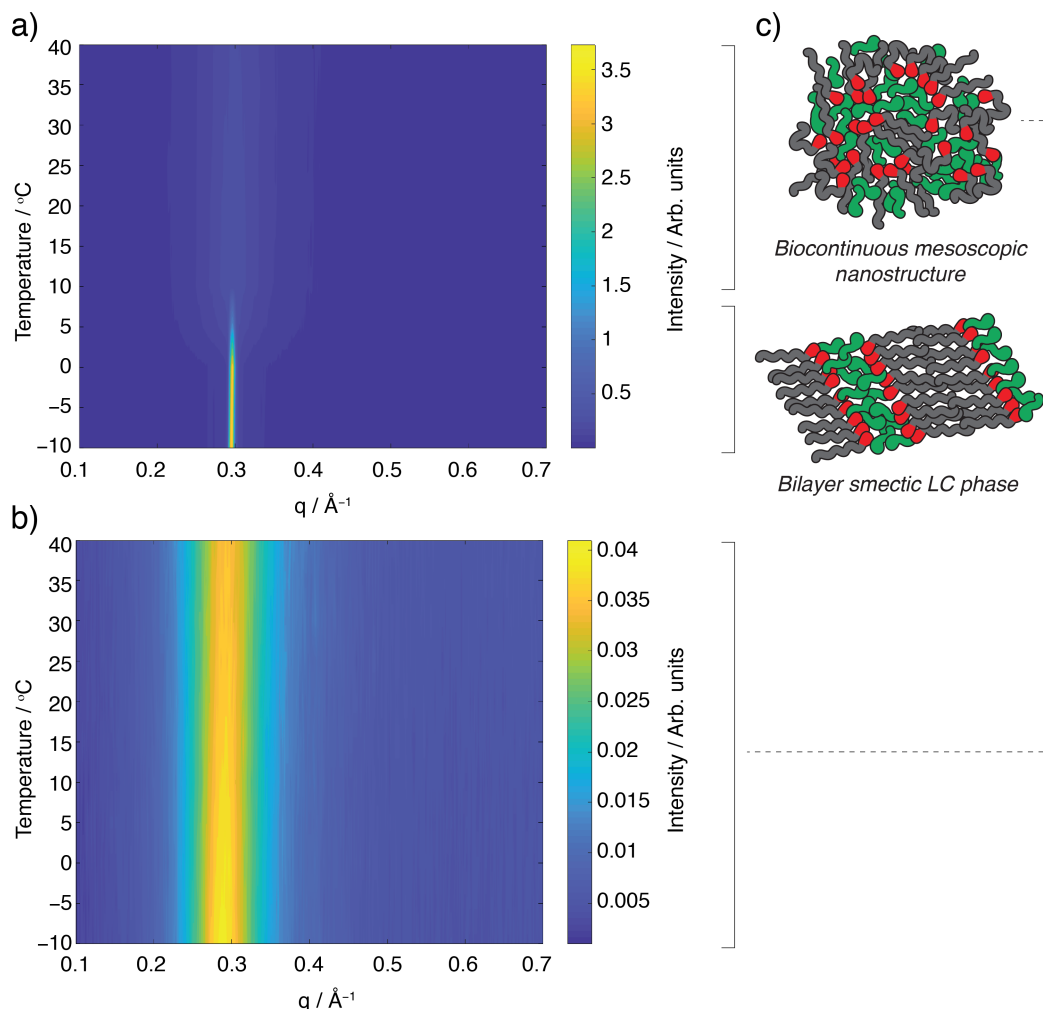 a)
40
35
30
25
20
15
10
5
0
−5
−10
Temperature / °C
0.1 0.2 0.3 0.4 0.5 0.6 0.7
q / Å⁻¹
3.5
3
2.5
2
1.5
1
0.5
Intensity / Arb. units
c)
Biocontinuous mesoscopic
nanostructure
Bilayer smectic LC phase
b)
40
35
30
25
20
15
10
5
0
−5
−10
Temperature / °C
0.1 0.2 0.3 0.4 0.5 0.6 0.7
q / Å⁻¹
0.04
0.035
0.03
0.025
0.02
0.015
0.01
0.005
Intensity / Arb. units